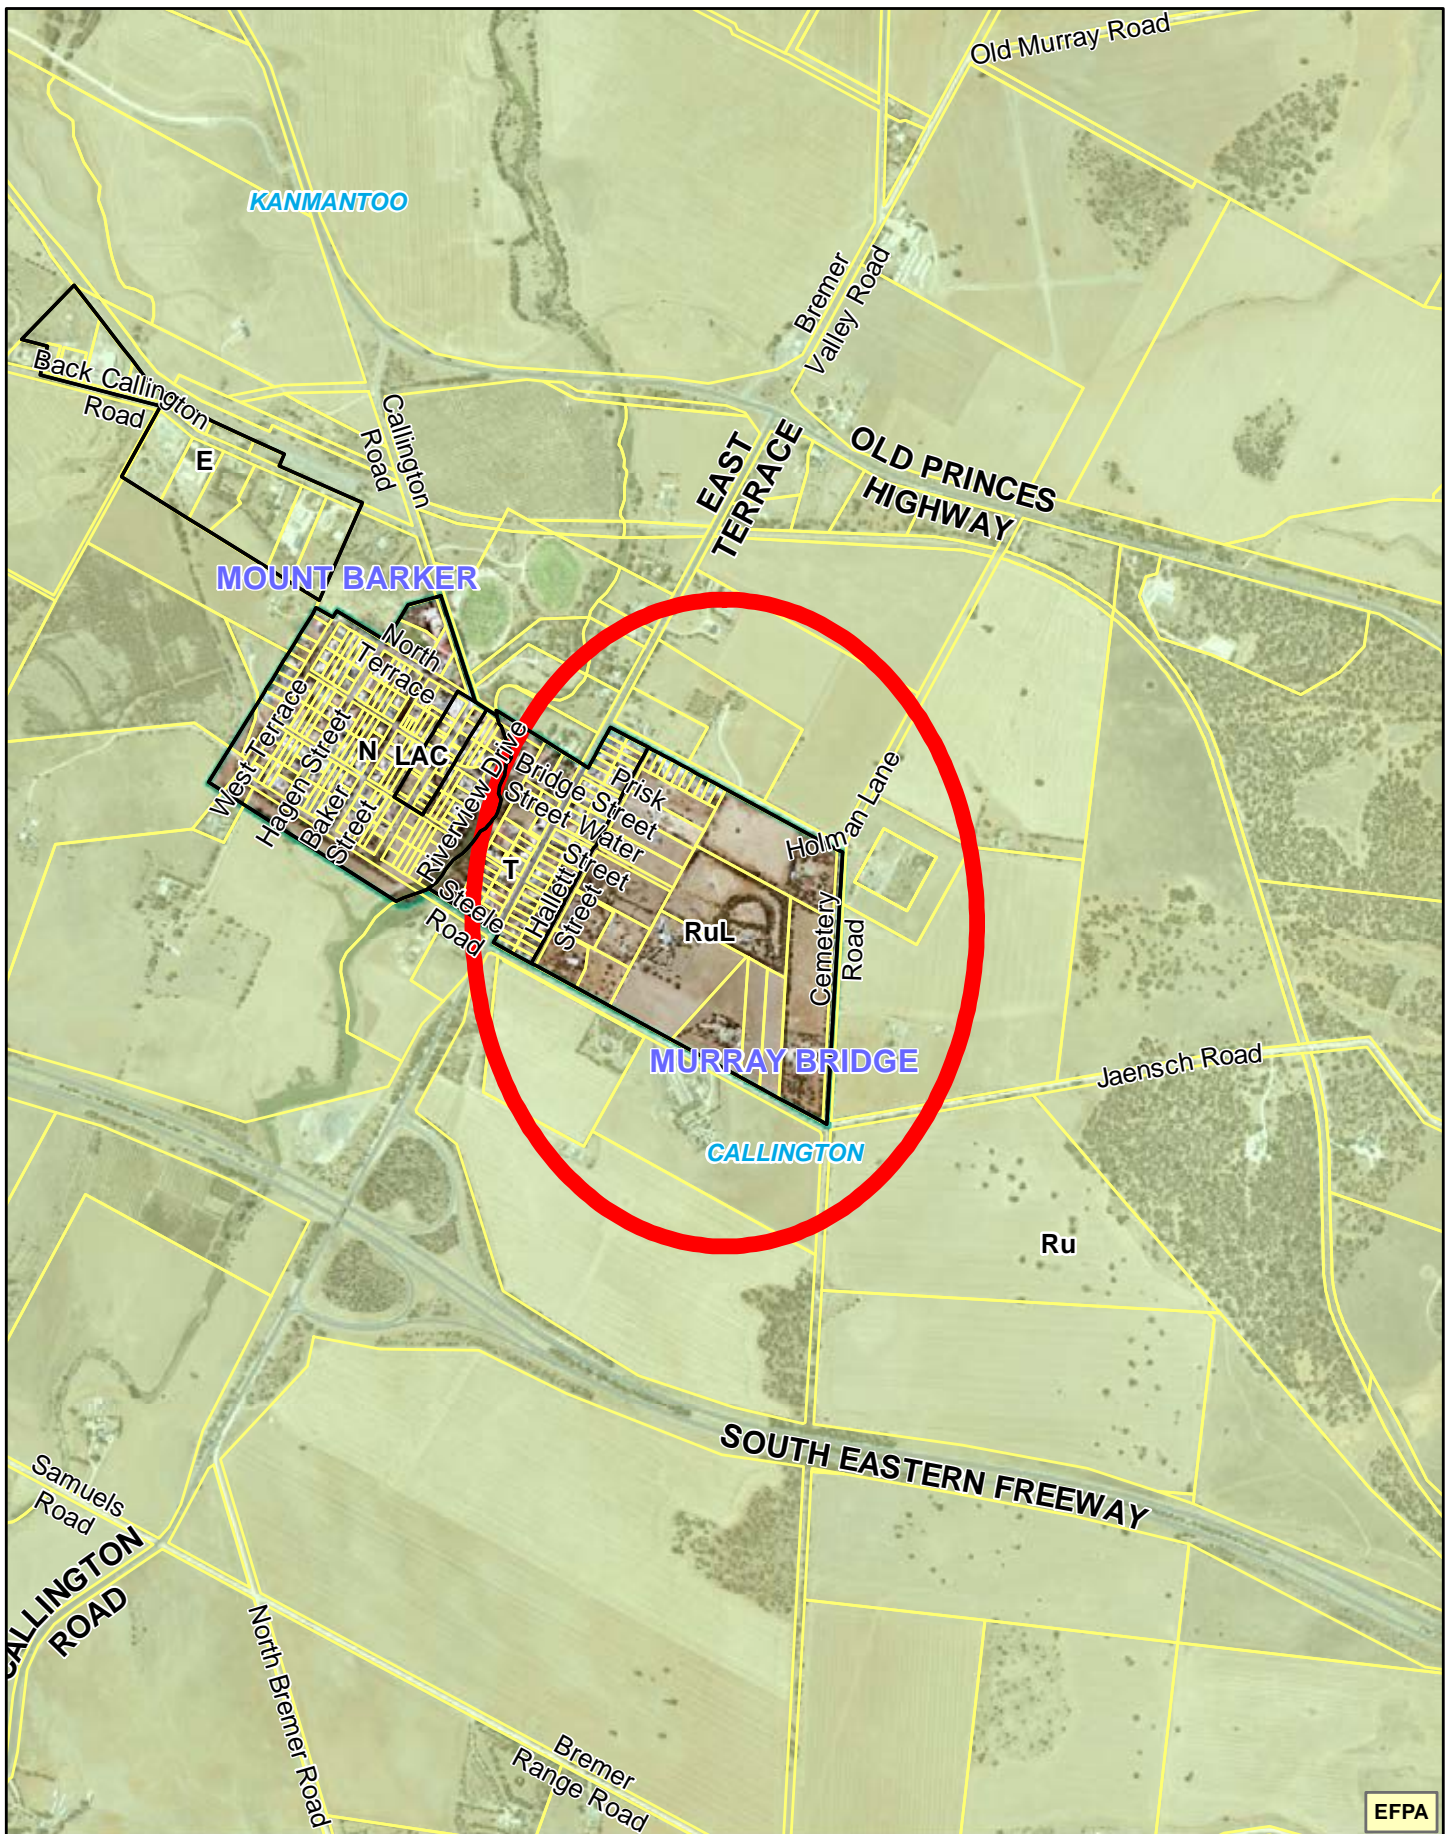 Old Murray Road
KANMANTOO
Bremer
Valley Road
Back Callington
Road
Callington
Road
E
EAST
TERRACE
OLD PRINCES
HIGHWAY
MOUNT BARKER
North
Terrace
West Terrace
Hagen Street
Baker
Street
N
LAC
Riverview Drive
Bridge Street
Street Water
Street
Prisk
Holman Lane
T
Hallett
Street
Steele
Road
RuL
Cemetery
Road
MURRAY BRIDGE
Jaensch Road
CALLINGTON
Ru
SOUTH EASTERN FREEWAY
Samuels
Road
CALLINGTON
ROAD
North Bremer Road
Bremer
Range Road
EFPA